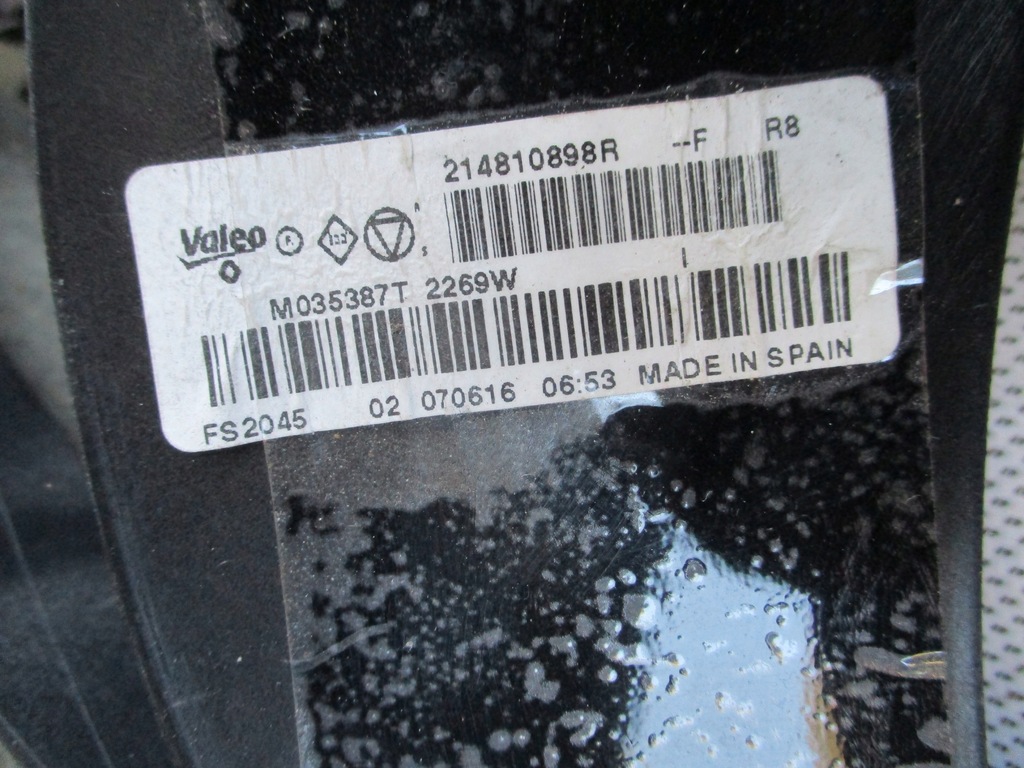 214810898R --F R8
Valeo
M035387T 2269W
FS2045 02 070616 06:53 MADE IN SPAIN